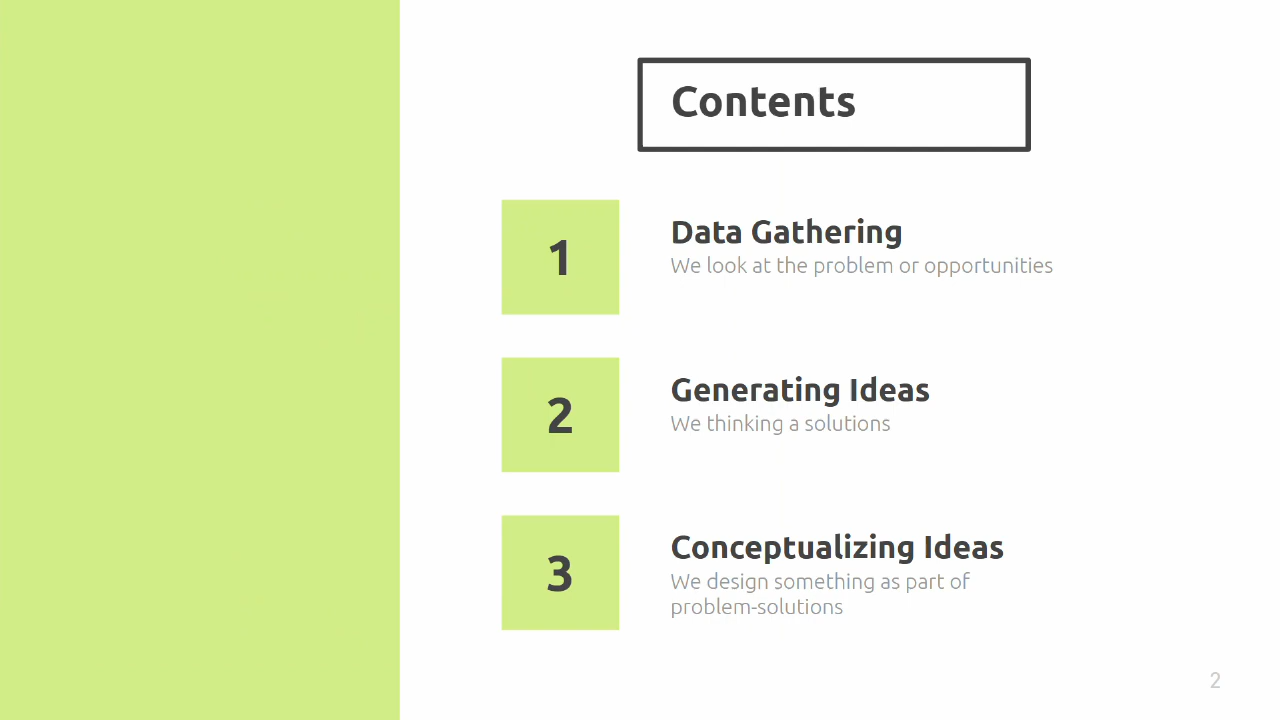 Contents
1
Data Gathering
We look at the problem or opportunities
2
Generating Ideas
We thinking a solutions
3
Conceptualizing Ideas
We design something as part of
problem-solutions
2